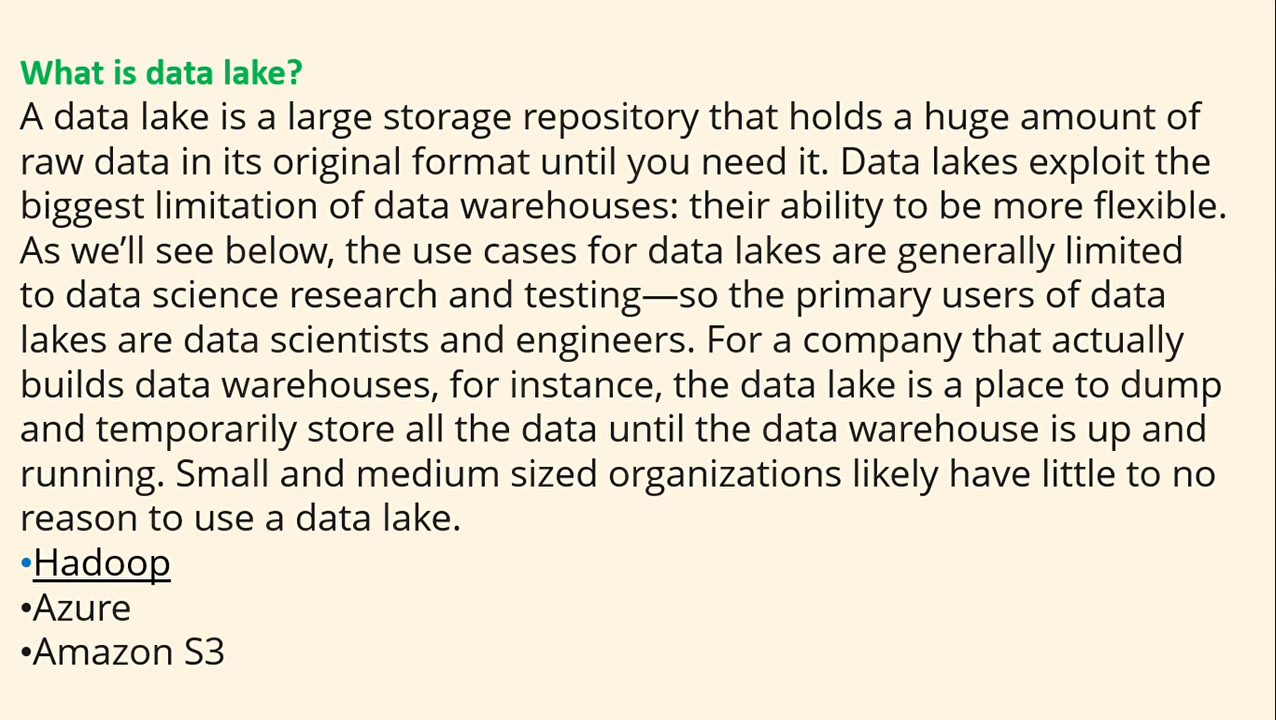 What is data lake?
A data lake is a large storage repository that holds a huge amount of
raw data in its original format until you need it. Data lakes exploit the
biggest limitation of data warehouses: their ability to be more flexible.
As we’ll see below, the use cases for data lakes are generally limited
to data science research and testing—so the primary users of data
lakes are data scientists and engineers. For a company that actually
builds data warehouses, for instance, the data lake is a place to dump
and temporarily store all the data until the data warehouse is up and
running. Small and medium sized organizations likely have little to no
reason to use a data lake.
•Hadoop
•Azure
•Amazon S3